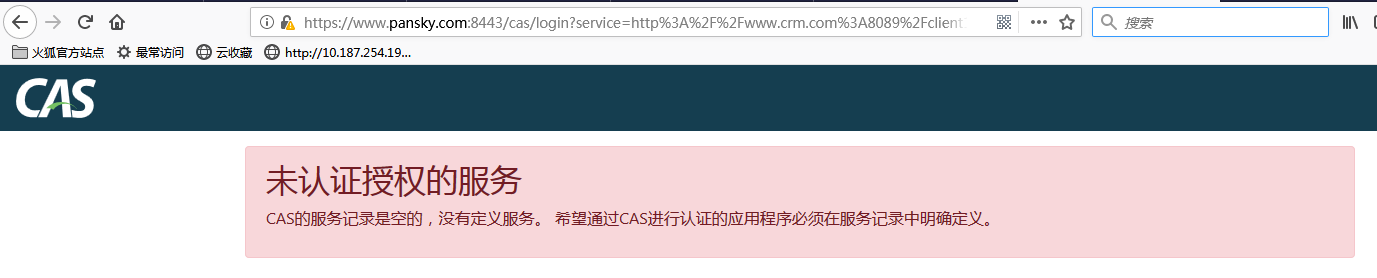 https://www.pansky.com:8443/cas/login?service=http%3A%2F%2Fwww.crm.com%3A8089%2Fclient
搜索
火狐官方站点 最常访问 云收藏 http://10.187.254.19...
CAS
未认证授权的服务
CAS的服务记录是空的，没有定义服务。 希望通过CAS进行认证的应用程序必须在服务记录中明确定义。